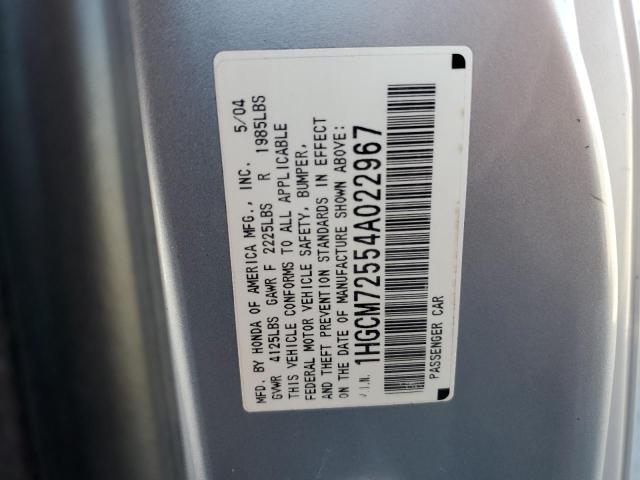 MFD. BY HONDA OF AMERICA MFG., INC. 5/04
GVWR 4125LBS GAWR F 2225LBS R 1985LBS
THIS VEHICLE CONFORMS TO ALL APPLICABLE
FEDERAL MOTOR VEHICLE SAFETY, BUMPER,
AND THEFT PREVENTION STANDARDS IN EFFECT
ON THE DATE OF MANUFACTURE SHOWN ABOVE:
V.I.N. 1HGCM72554A022967
PASSENGER CAR